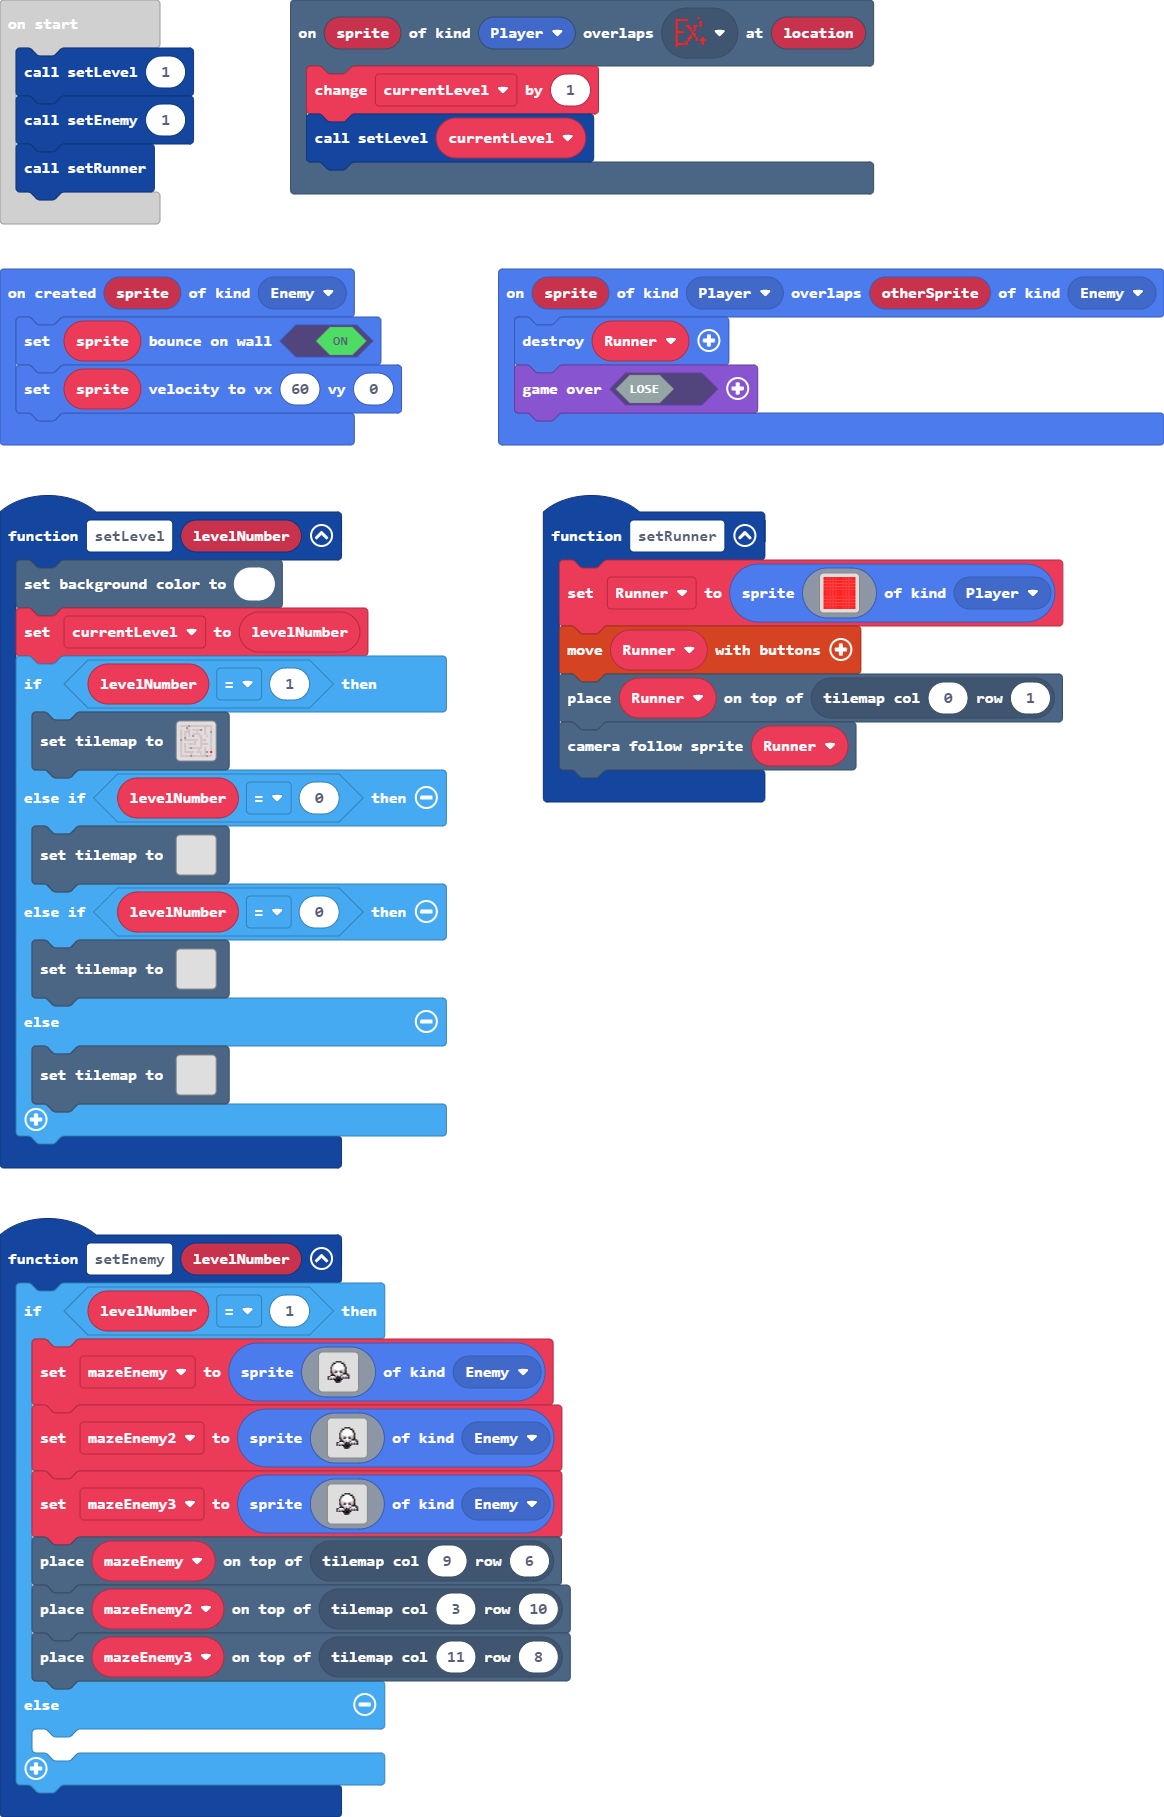 on start
call setLevel 1
call setEnemy 1
call setRunner
on sprite of kind Player overlaps Exit at location
change currentLevel by 1
call setLevel currentLevel
on created sprite of kind Enemy
set sprite bounce on wall ON
set sprite velocity to vx 60 vy 0
on sprite of kind Player overlaps otherSprite of kind Enemy
destroy Runner
game over LOSE
function setLevel levelNumber
set background color to
set currentLevel to levelNumber
if levelNumber = 1 then
set tilemap to
else if levelNumber = 0 then
set tilemap to
else if levelNumber = 0 then
set tilemap to
else
set tilemap to
function setRunner
set Runner to sprite of kind Player
move Runner with buttons
place Runner on top of tilemap col 0 row 1
camera follow sprite Runner
function setEnemy levelNumber
if levelNumber = 1 then
set mazeEnemy to sprite of kind Enemy
set mazeEnemy2 to sprite of kind Enemy
set mazeEnemy3 to sprite of kind Enemy
place mazeEnemy on top of tilemap col 9 row 6
place mazeEnemy2 on top of tilemap col 3 row 10
place mazeEnemy3 on top of tilemap col 11 row 8
else